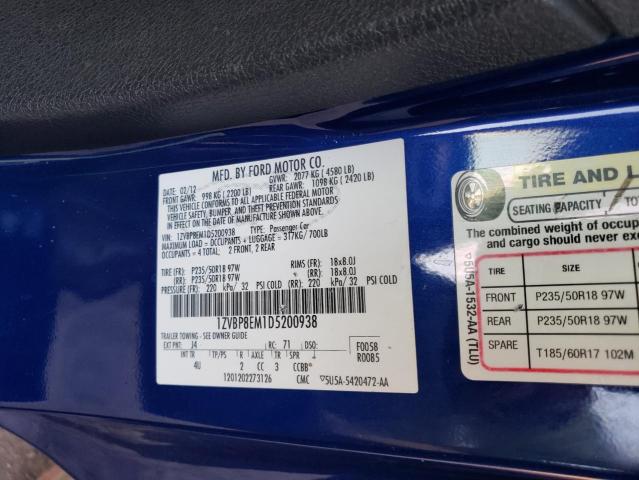 MFD. BY FORD MOTOR CO.
02/12 GVWR: 2077 KG ( 4580 LB)
FRONT GAWR: 998 KG ( 2200 LB) REAR GAWR: 1098 KG ( 2420 LB)
THIS VEHICLE CONFORMS TO ALL APPLICABLE FEDERAL MOTOR
VEHICLE SAFETY, BUMPER, AND THEFT PREVENTION STANDARDS
IN EFFECT ON THE DATE OF MANUFACTURE SHOWN ABOVE.
VIN: 1ZVBP8EM1D5200938 TYPE: Passenger Car
MAXIMUM LOAD = OCCUPANTS + LUGGAGE = 317KG/ 700LB
OCCUPANTS = 4 TOTAL 2 FRONT, 2 REAR
TIRE (FR): P235/50R18 97W RIMS (FR): 18x8.0J
(RR): P235/50R18 97W (RR): 18x8.0J
PRESSURE (FR): 220 kPa/ 32 PSI COLD (RR): 220 kPa/ 32 PSI COLD
1ZVBP8EM1D5200938
TRAILER TOWING - SEE OWNER GUIDE
EXT PNT: J4 RC: 71 DSO: F0058
R0085
TR TP/PS R AXLE TR SPR
4U 2 CC 3 CCBB
1201202273126 CMC 5U5A-5420472-AA
5U5A-1532-AA (TLU)
TIRE AND L
SEATING CAPACITY TO
The combined weight of occup
and cargo should never exc
TIRE SIZE
FRONT P235/50R18 97W
REAR P235/50R18 97W
SPARE T185/60R17 102M